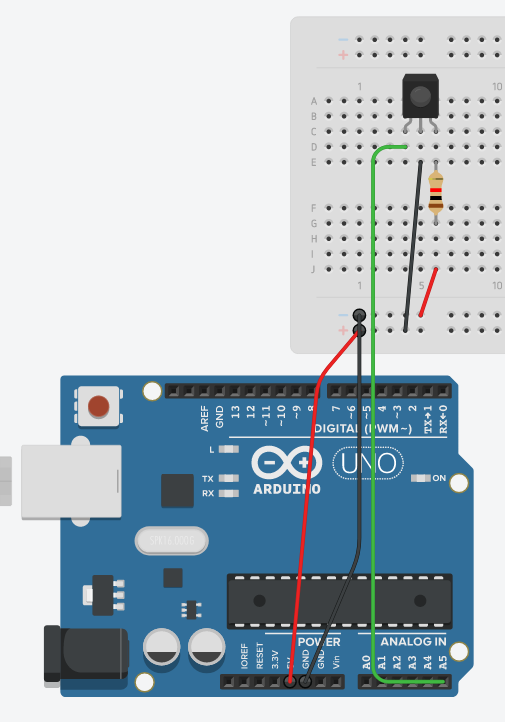 - -
+
1 10
A
B
C
D
E
F
G
H
I
J
1 5 10
-
+
AREF
GND
13
12
~11
~10
~9
8
7
~6
~5
4
~3
2
TX→1
RX←0
DIGITAL (PWM~)
L
TX
RX
ARDUINO
UNO
ON
SPK16.000G
POWER
ANALOG IN
IOREF
RESET
3.3V
5V
GND
GND
Vin
A0
A1
A2
A3
A4
A5